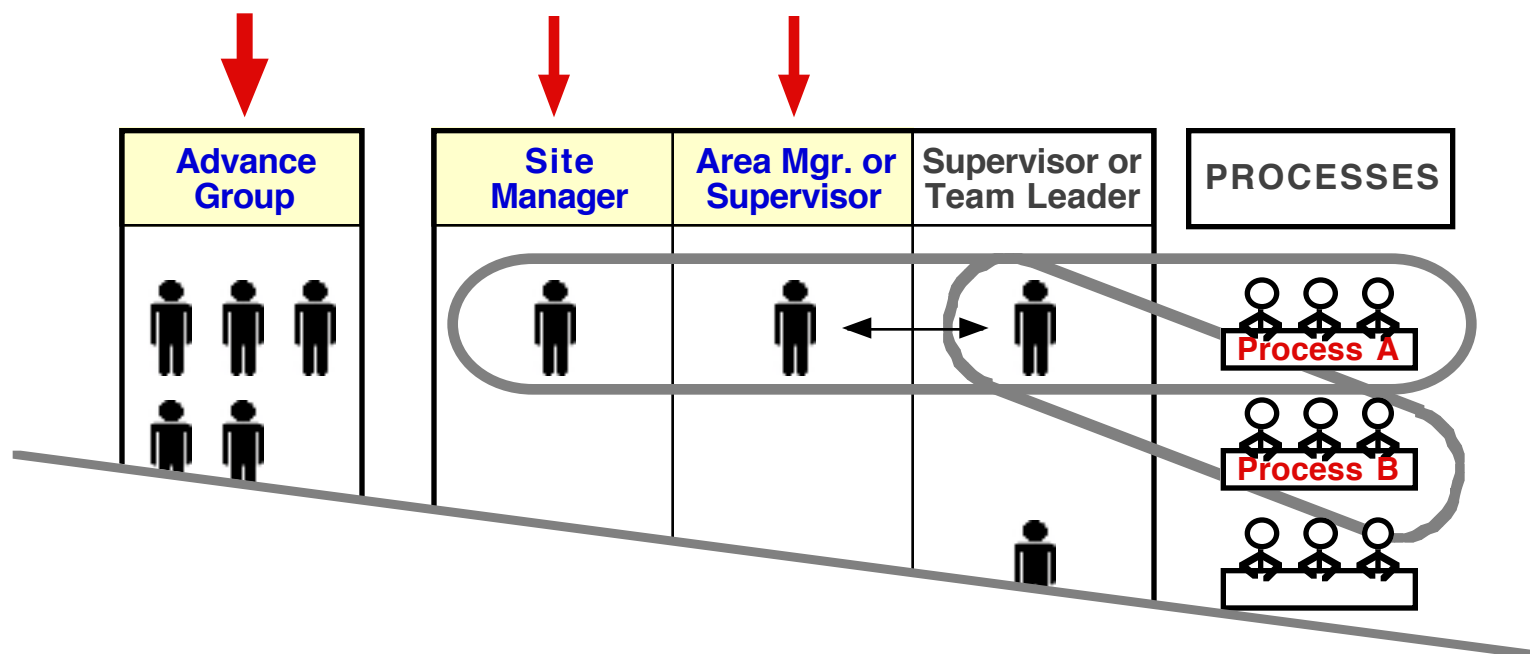 Advance
Group
Site
Manager
Area Mgr. or
Supervisor
Supervisor or
Team Leader
PROCESSES
Process A
Process B